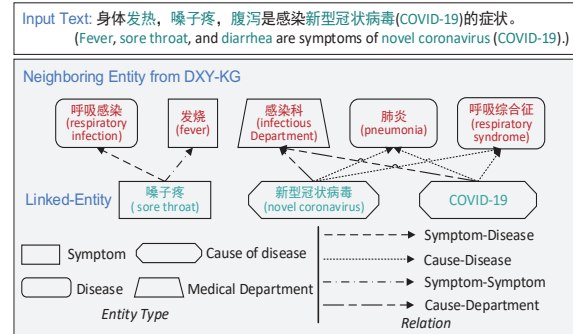 Input Text: 身体发热，嗓子疼，腹泻是感染新型冠状病毒(COVID-19)的症状。
(Fever, sore throat, and diarrhea are symptoms of novel coronavirus (COVID-19).)
Neighboring Entity from DXY-KG
呼吸感染
(respiratory
infection)
发烧
(fever)
感染科
(infectious
Department)
肺炎
(pneumonia)
呼吸综合征
(respiratory
syndrome)
Linked-Entity
嗓子疼
( sore throat)
新型冠状病毒
(novel coronavirus)
COVID-19
Symptom
Cause of disease
Disease
Medical Department
Entity Type
Symptom-Disease
Cause-Disease
Symptom-Symptom
Cause-Department
Relation